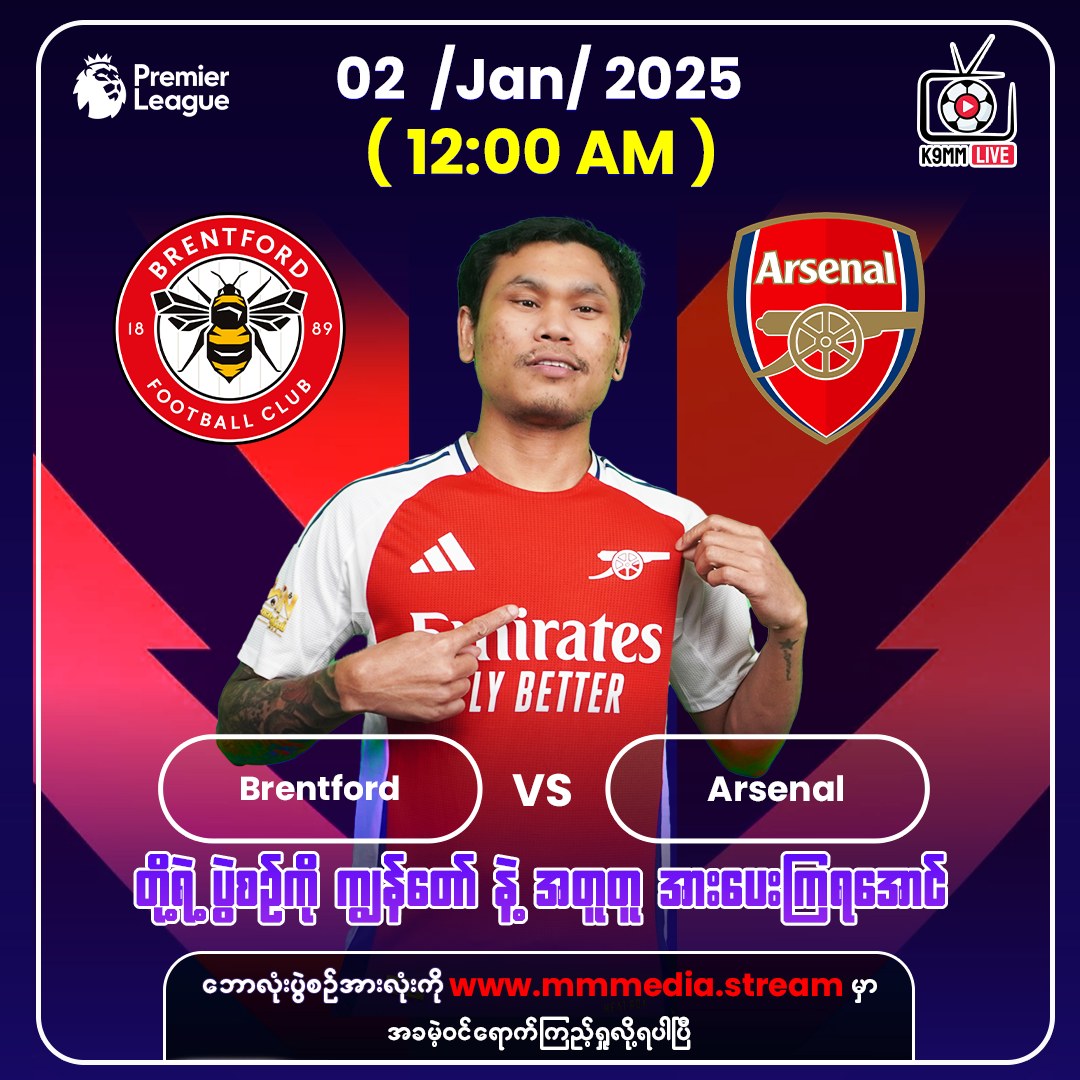 Premier
League
02 /Jan/ 2025
( 12:00 AM )
K9MM LIVE
BRENTFORD
18 89
FOOTBALL CLUB
Arsenal
Emirates
FLY BETTER
Brentford VS Arsenal
တို့ရဲ့ပွဲစဉ်ကို ကျွန်တော် နဲ့ အတူတူ အားပေးကြရအောင်
ဘောလုံးပွဲစဉ်အားလုံးကို www.mmmedia.stream မှာ
အခမဲ့ဝင်ရောက်ကြည့်ရှုလို့ရပါပြီ